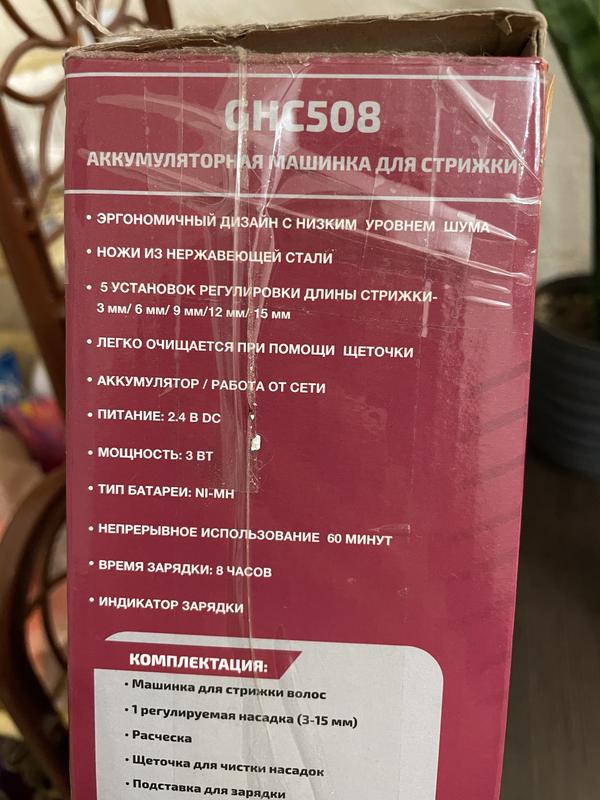 GHC508
АККУМУЛЯТОРНАЯ МАШИНКА ДЛЯ СТРИЖКИ
• ЭРГОНОМИЧНЫЙ ДИЗАЙН С НИЗКИМ УРОВНЕМ ШУМА
• НОЖИ ИЗ НЕРЖАВЕЮЩЕЙ СТАЛИ
• 5 УСТАНОВОК РЕГУЛИРОВКИ ДЛИНЫ СТРИЖКИ-
3 мм/ 6 мм/ 9 мм/12 мм/ 15 мм
• ЛЕГКО ОЧИЩАЕТСЯ ПРИ ПОМОЩИ ЩЕТОЧКИ
• АККУМУЛЯТОР / РАБОТА ОТ СЕТИ
• ПИТАНИЕ: 2.4 В DC
• МОЩНОСТЬ: 3 ВТ
• ТИП БАТАРЕИ: NI-MH
• НЕПРЕРЫВНОЕ ИСПОЛЬЗОВАНИЕ 60 МИНУТ
• ВРЕМЯ ЗАРЯДКИ: 8 ЧАСОВ
• ИНДИКАТОР ЗАРЯДКИ
КОМПЛЕКТАЦИЯ:
• Машинка для стрижки волос
• 1 регулируемая насадка (3-15 мм)
• Расческа
• Щеточка для чистки насадок
• Подставка для зарядки